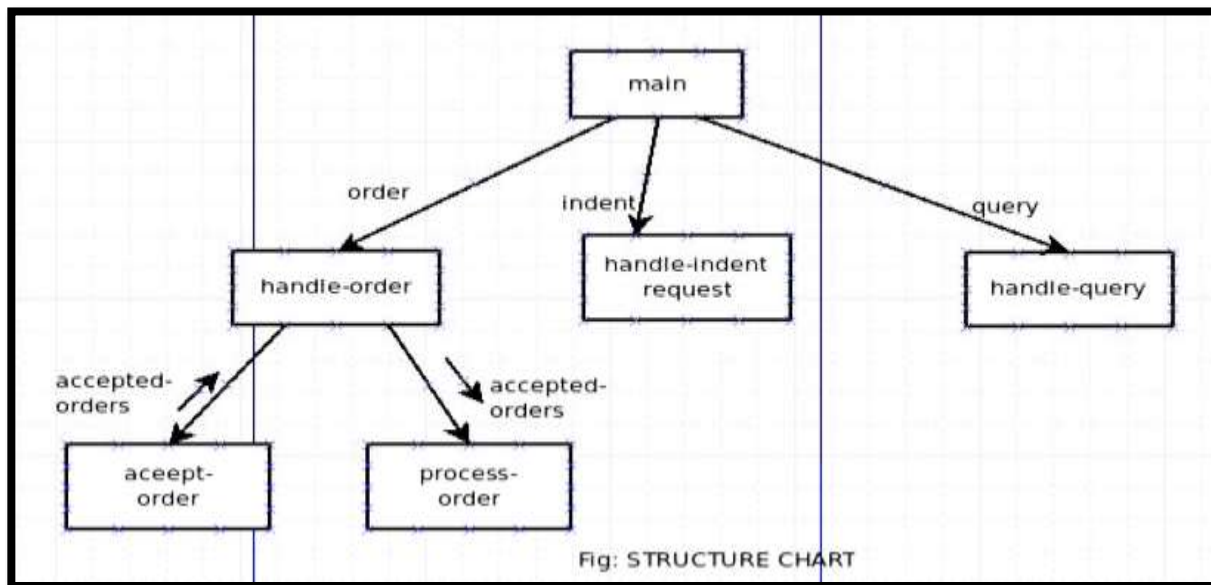 main
order
indent
query
handle-order
handle-indent
request
handle-query
accepted-
orders
accepted-
orders
aceept-
order
process-
order
Fig: STRUCTURE CHART